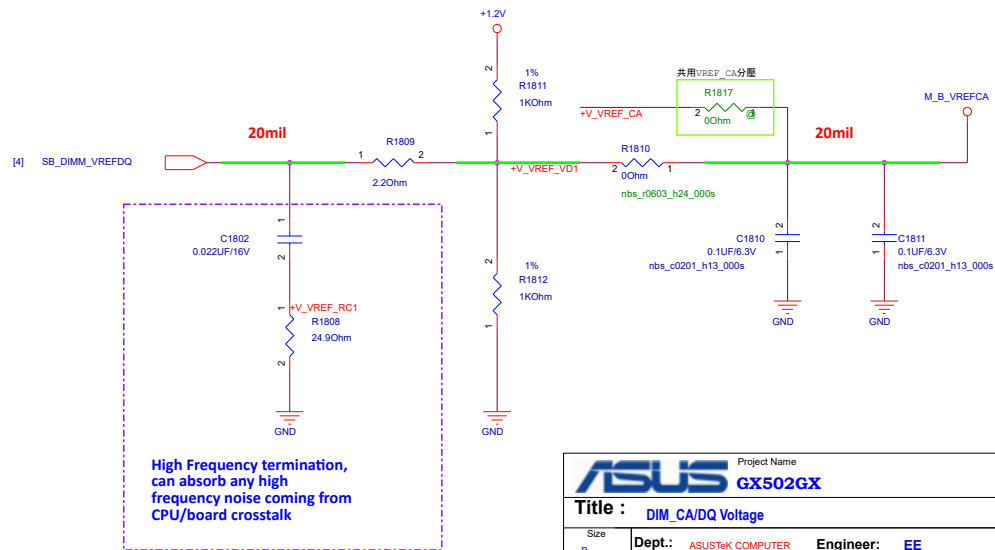 +1.2V
2
1%
R1811
1KOhm
1
共用VREF_CA分壓
R1817
+V_VREF_CA
2
0Ohm
@
M_B_VREFCA
20mil
20mil
[4] SB_DIMM_VREFDQ
R1809
1
2
2.2Ohm
+V_VREF_VD1
R1810
2
0Ohm
1
nbs_r0603_h24_000s
1
C1802
0.022UF/16V
2
+V_VREF_RC1
1
R1808
24.9Ohm
2
GND
2
1%
R1812
1KOhm
1
GND
2
C1810
0.1UF/6.3V
1
nbs_c0201_h13_000s
GND
2
C1811
0.1UF/6.3V
1
nbs_c0201_h13_000s
GND
High Frequency termination,
can absorb any high
frequency noise coming from
CPU/board crosstalk
ASUS
Project Name
GX502GX
Title : DIM_CA/DQ Voltage
Size
Dept.: ASUSTeK COMPUTER
Engineer: EE